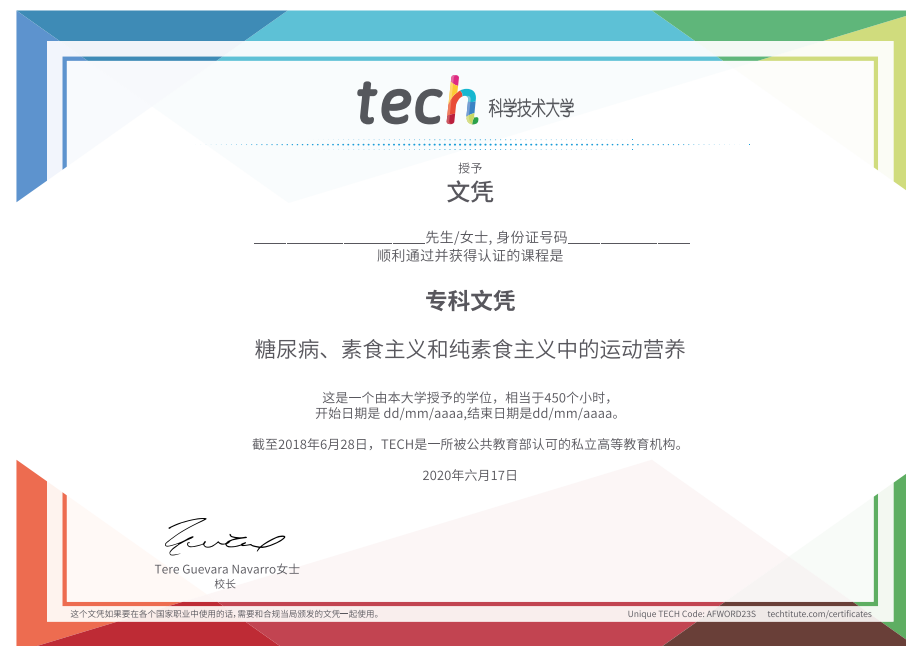 tech 科学技术大学
授予
文凭
______________________先生/女士, 身份证号码________________
顺利通过并获得认证的课程是
专科文凭
糖尿病、素食主义和纯素食主义中的运动营养
这是一个由本大学授予的学位，相当于450个小时，
开始日期是 dd/mm/aaaa,结束日期是dd/mm/aaaa。
截至2018年6月28日，TECH是一所被公共教育部认可的私立高等教育机构。
2020年六月17日
Tere Guevara Navarro女士
校长
这个文凭如果要在各个国家职业中使用的话,需要和合规当局颁发的文凭一起使用。
Unique TECH Code: AFWORD23S techtitute.com/certificates